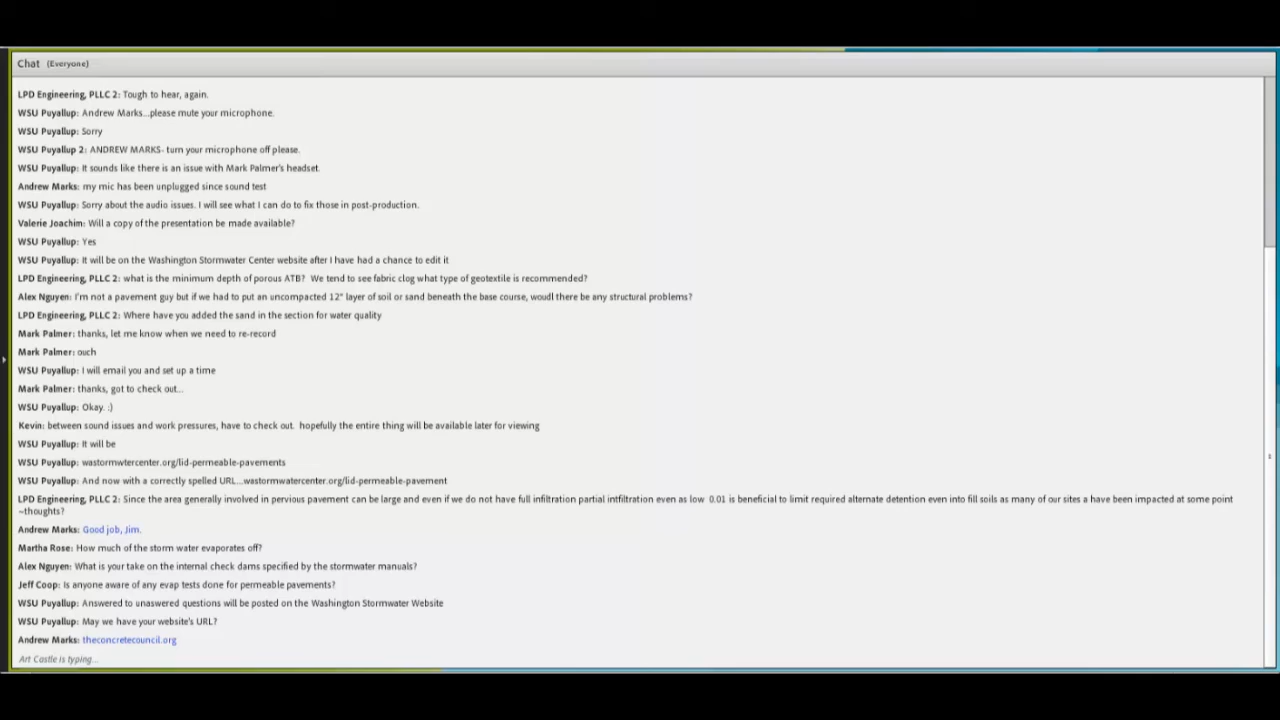 Chat (Everyone)
LPD Engineering, PLLC 2: Tough to hear, again.
WSU Puyallup: Andrew Marks...please mute your microphone.
WSU Puyallup: Sorry
WSU Puyallup 2: ANDREW MARKS- turn your microphone off please.
WSU Puyallup: It sounds like there is an issue with Mark Palmer's headset.
Andrew Marks: my mic has been unplugged since sound test
WSU Puyallup: Sorry about the audio issues. I will see what I can do to fix those in post-production.
Valerie Joachim: Will a copy of the presentation be made available?
WSU Puyallup: Yes
WSU Puyallup: It will be on the Washington Stormwater Center website after I have had a chance to edit it
LPD Engineering, PLLC 2: what is the minimum depth of porous ATB?  We tend to see fabric clog what type of geotextile is recommended?
Alex Nguyen: I'm not a pavement guy but if we had to put an uncompacted 12" layer of soil or sand beneath the base course, woudl there be any structural problems?
LPD Engineering, PLLC 2: Where have you added the sand in the section for water quality
Mark Palmer: thanks, let me know when we need to re-record
Mark Palmer: ouch
WSU Puyallup: I will email you and set up a time
Mark Palmer: thanks, got to check out...
WSU Puyallup: Okay. :)
Kevin: between sound issues and work pressures, have to check out.  hopefully the entire thing will be available later for viewing
WSU Puyallup: It will be
WSU Puyallup: wastormwtercenter.org/lid-permeable-pavements
WSU Puyallup: And now with a correctly spelled URL...wastormwatercenter.org/lid-permeable-pavement
LPD Engineering, PLLC 2: Since the area generally involved in pervious pavement can be large and even if we do not have full infiltration partial intfiltration even as low  0.01 is beneficial to limit required alternate detention even into fill soils as many of our sites a have been impacted at some point
~thoughts?
Andrew Marks: Good job, Jim.
Martha Rose: How much of the storm water evaporates off?
Alex Nguyen: What is your take on the internal check dams specified by the stormwater manuals?
Jeff Coop: Is anyone aware of any evap tests done for permeable pavements?
WSU Puyallup: Answered to unaswered questions will be posted on the Washington Stormwater Website
WSU Puyallup: May we have your website's URL?
Andrew Marks: theconcretecouncil.org
Art Castle is typing...